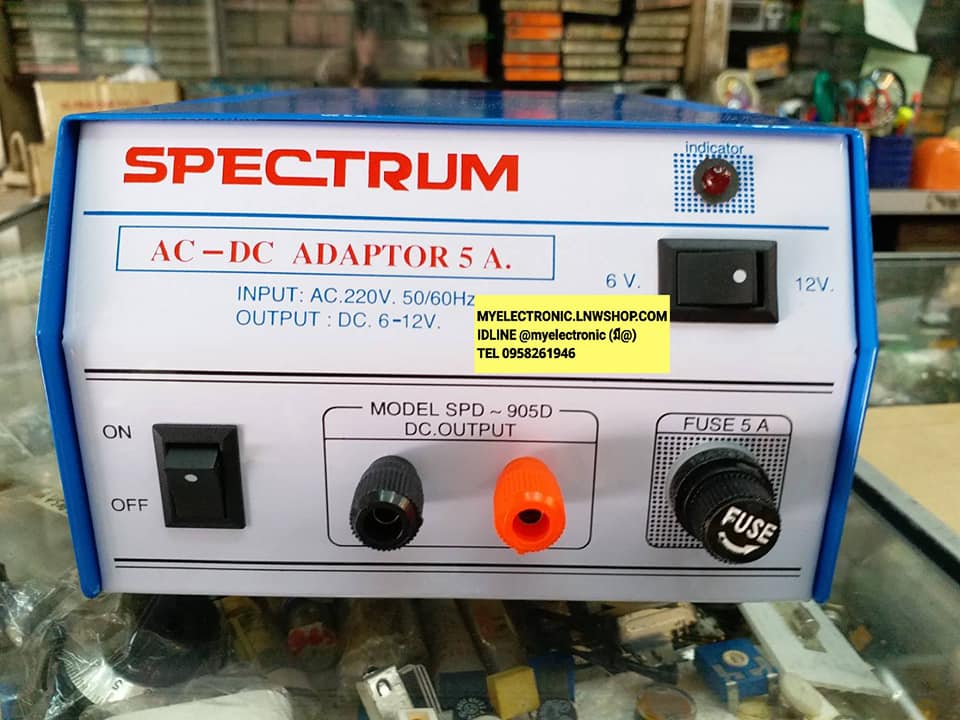 SPECTRUM
indicator
AC-DC ADAPTOR 5 A.
6 V.
12V.
INPUT: AC.220V. 50/60Hz
OUTPUT : DC. 6-12V.
MYELECTRONIC.LNWSHOP.COM
IDLINE @myelectronic (มี@)
TEL 0958261946
MODEL SPD ~ 905D
DC.OUTPUT
FUSE 5 A
ON
OFF
FUSE